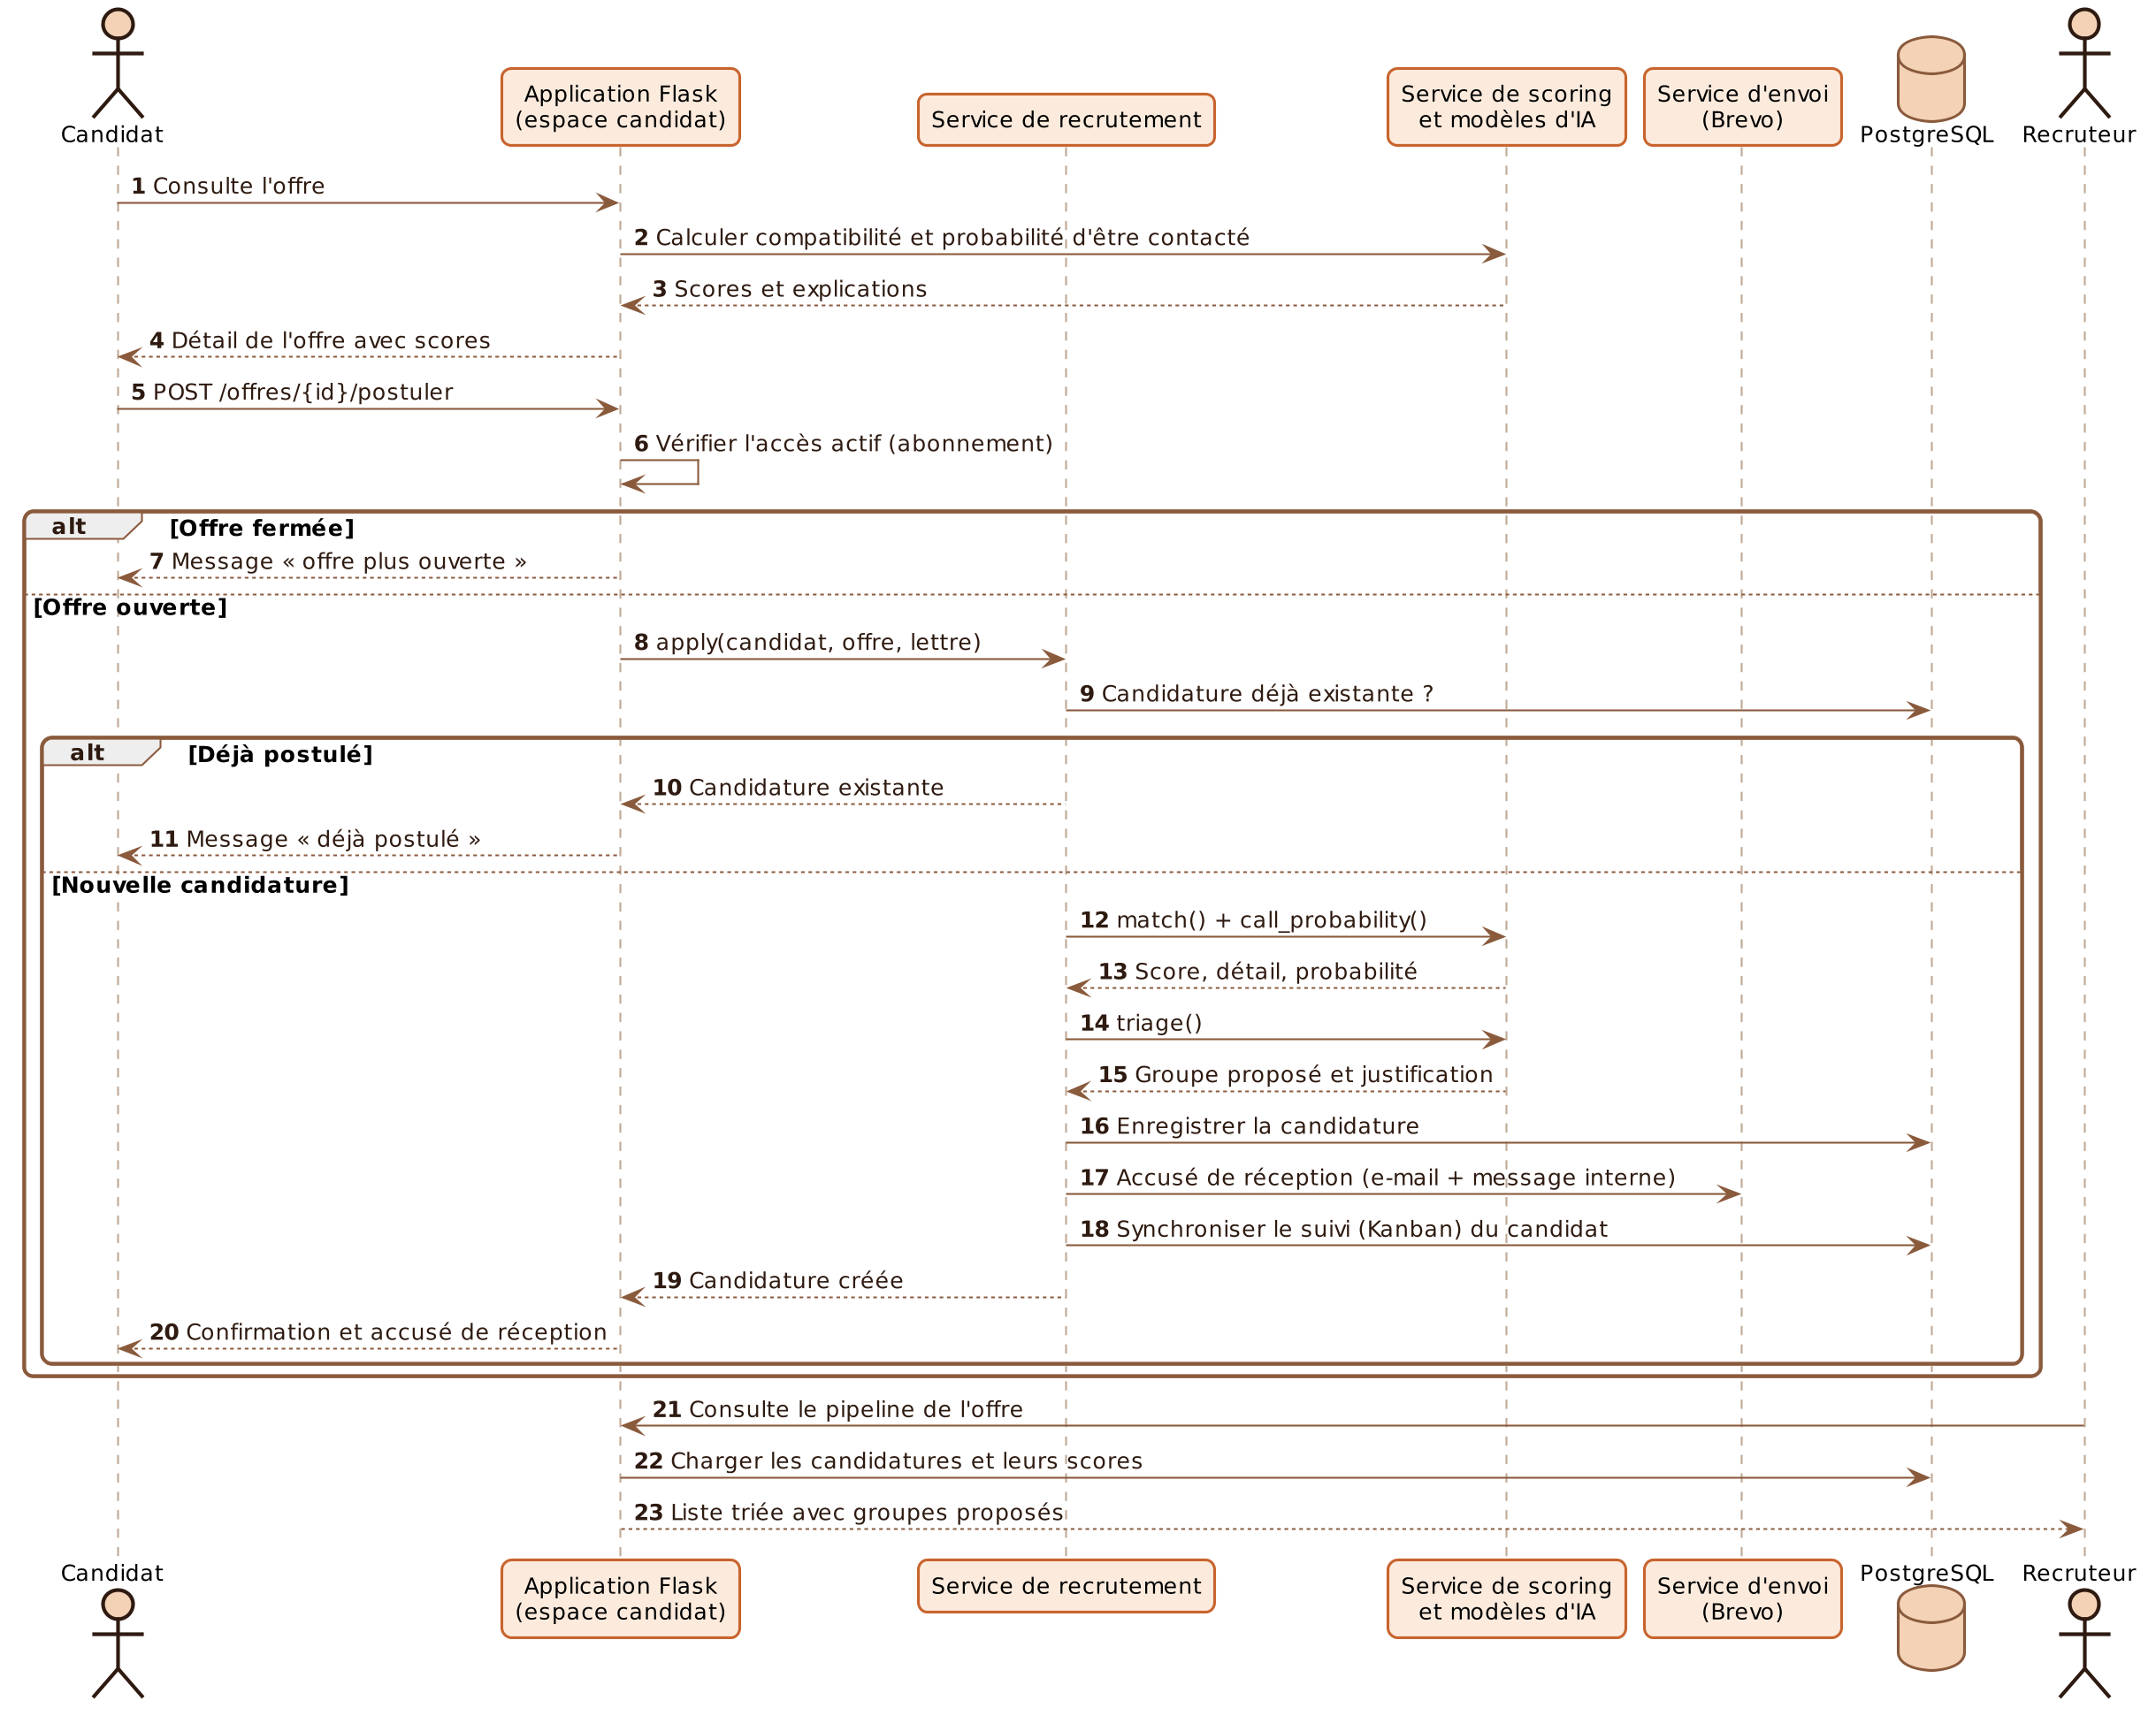 Candidat
Application Flask
(espace candidat)
Service de recrutement
Service de scoring
et modèles d'IA
Service d'envoi
(Brevo)
PostgreSQL
Recruteur
1 Consulte l'offre
2 Calculer compatibilité et probabilité d'être contacté
3 Scores et explications
4 Détail de l'offre avec scores
5 POST /offres/{id}/postuler
6 Vérifier l'accès actif (abonnement)
alt [Offre fermée]
7 Message « offre plus ouverte »
[Offre ouverte]
8 apply(candidat, offre, lettre)
9 Candidature déjà existante ?
alt [Déjà postulé]
10 Candidature existante
11 Message « déjà postulé »
[Nouvelle candidature]
12 match() + call_probability()
13 Score, détail, probabilité
14 triage()
15 Groupe proposé et justification
16 Enregistrer la candidature
17 Accusé de réception (e-mail + message interne)
18 Synchroniser le suivi (Kanban) du candidat
19 Candidature créée
20 Confirmation et accusé de réception
21 Consulte le pipeline de l'offre
22 Charger les candidatures et leurs scores
23 Liste triée avec groupes proposés
Candidat
Application Flask
(espace candidat)
Service de recrutement
Service de scoring
et modèles d'IA
Service d'envoi
(Brevo)
PostgreSQL
Recruteur